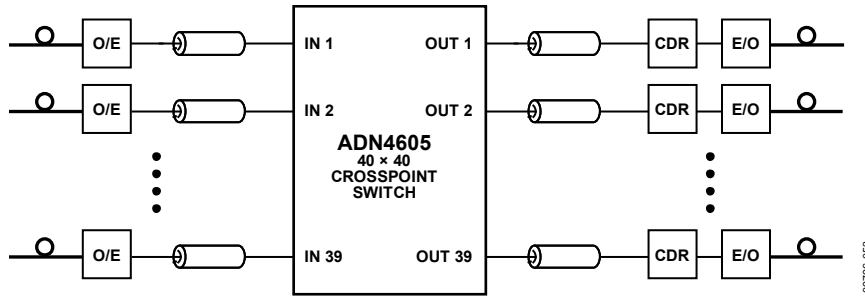 O/E IN 1 OUT 1 CDR E/O
O/E IN 2 OUT 2 CDR E/O
ADN4605
40 × 40
CROSSPOINT
SWITCH
O/E IN 39 OUT 39 CDR E/O